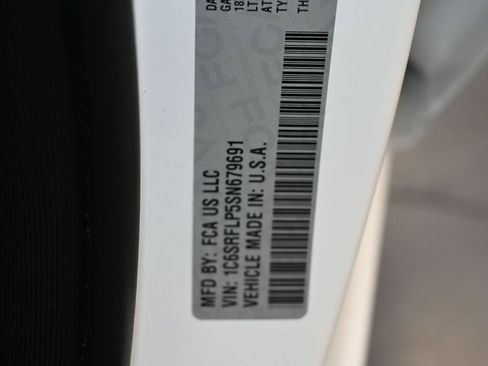 MFD BY: FCA US LLC
VIN: 1C6SRFLP5SN679691
VEHICLE MADE IN: U.S.A.